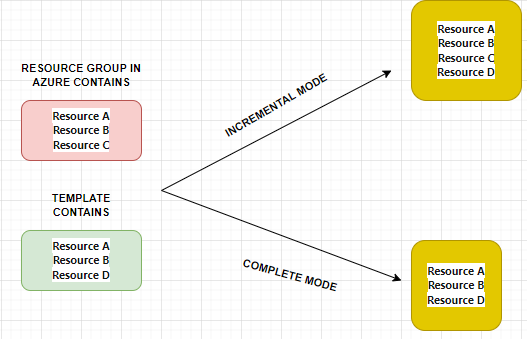 RESOURCE GROUP IN
AZURE CONTAINS
Resource A
Resource B
Resource C
TEMPLATE
CONTAINS
Resource A
Resource B
Resource D
INCREMENTAL MODE
COMPLETE MODE
Resource A
Resource B
Resource C
Resource D
Resource A
Resource B
Resource D